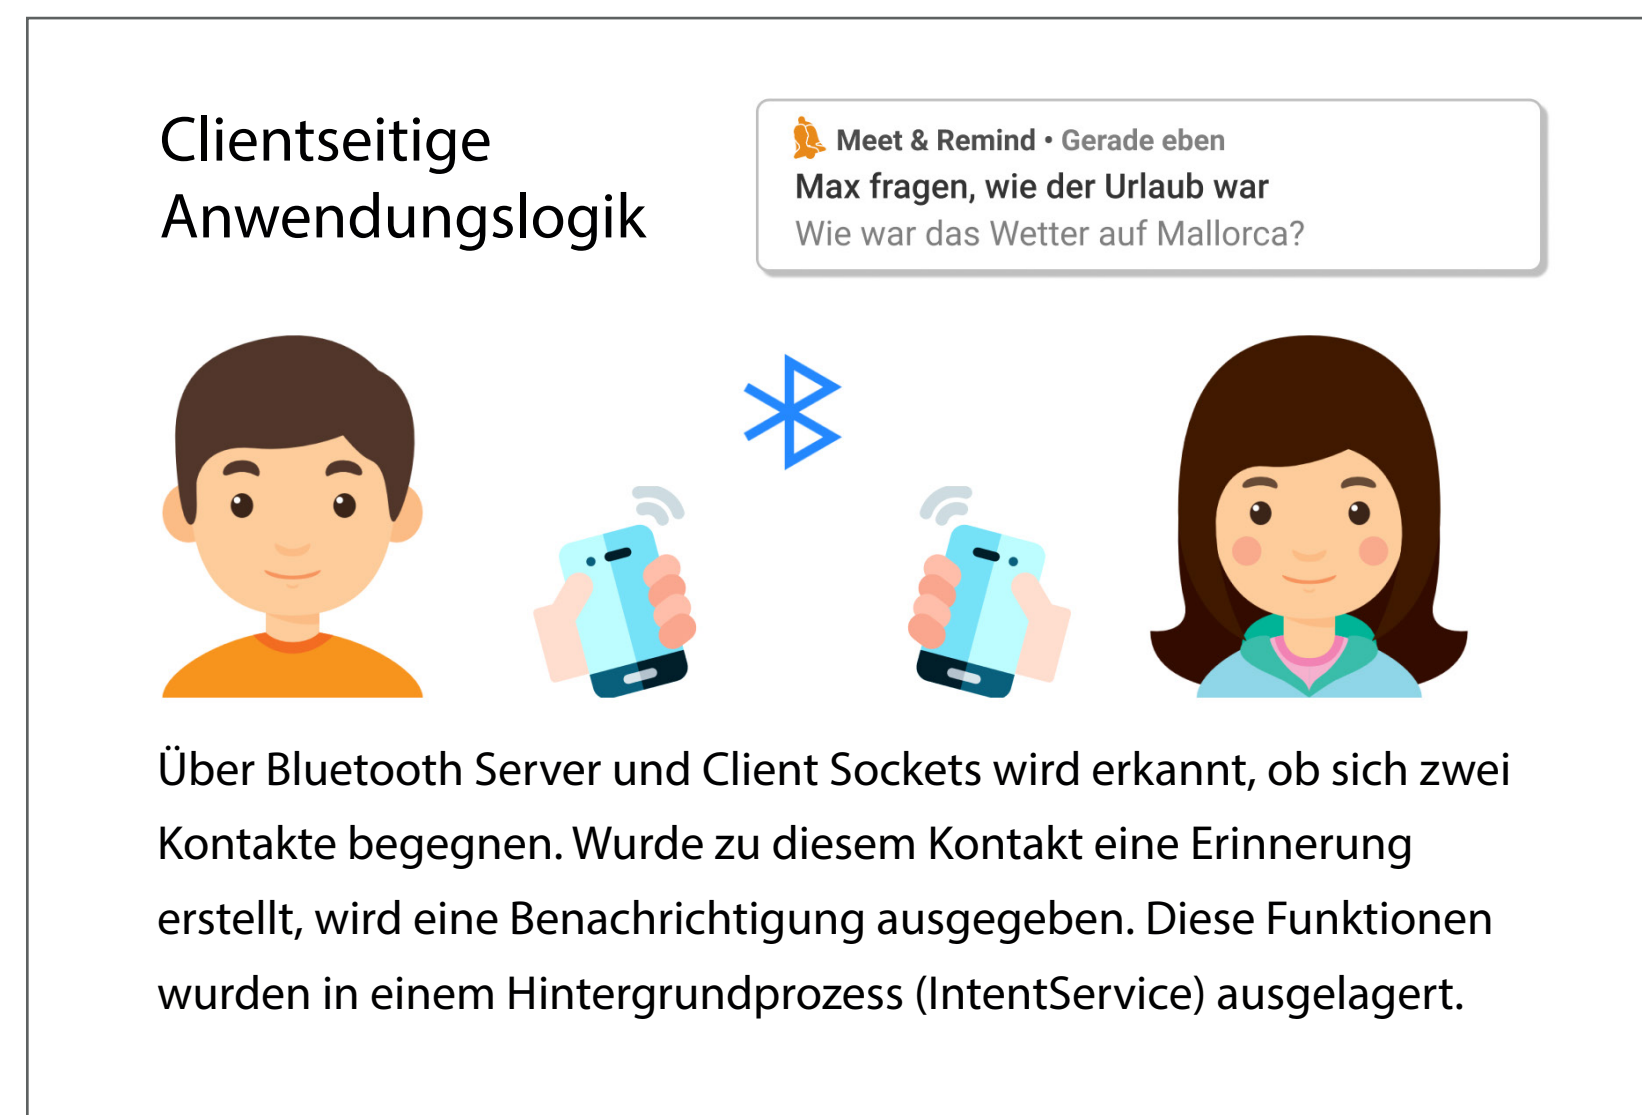 Clientseitige
Anwendungslogik
Meet & Remind • Gerade eben
Max fragen, wie der Urlaub war
Wie war das Wetter auf Mallorca?
Über Bluetooth Server und Client Sockets wird erkannt, ob sich zwei
Kontakte begegnen. Wurde zu diesem Kontakt eine Erinnerung
erstellt, wird eine Benachrichtigung ausgegeben. Diese Funktionen
wurden in einem Hintergrundprozess (IntentService) ausgelagert.